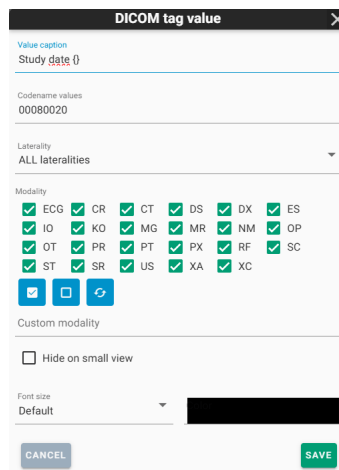 DICOM tag value
Value caption
Study date {}
Codename values
00080020
Laterality
ALL lateralities
Modality
ECG CR CT DS DX ES
IO KO MG MR NM OP
OT PR PT PX RF SC
ST SR US XA XC
Custom modality
Hide on small view
Font size
Default
CANCEL SAVE